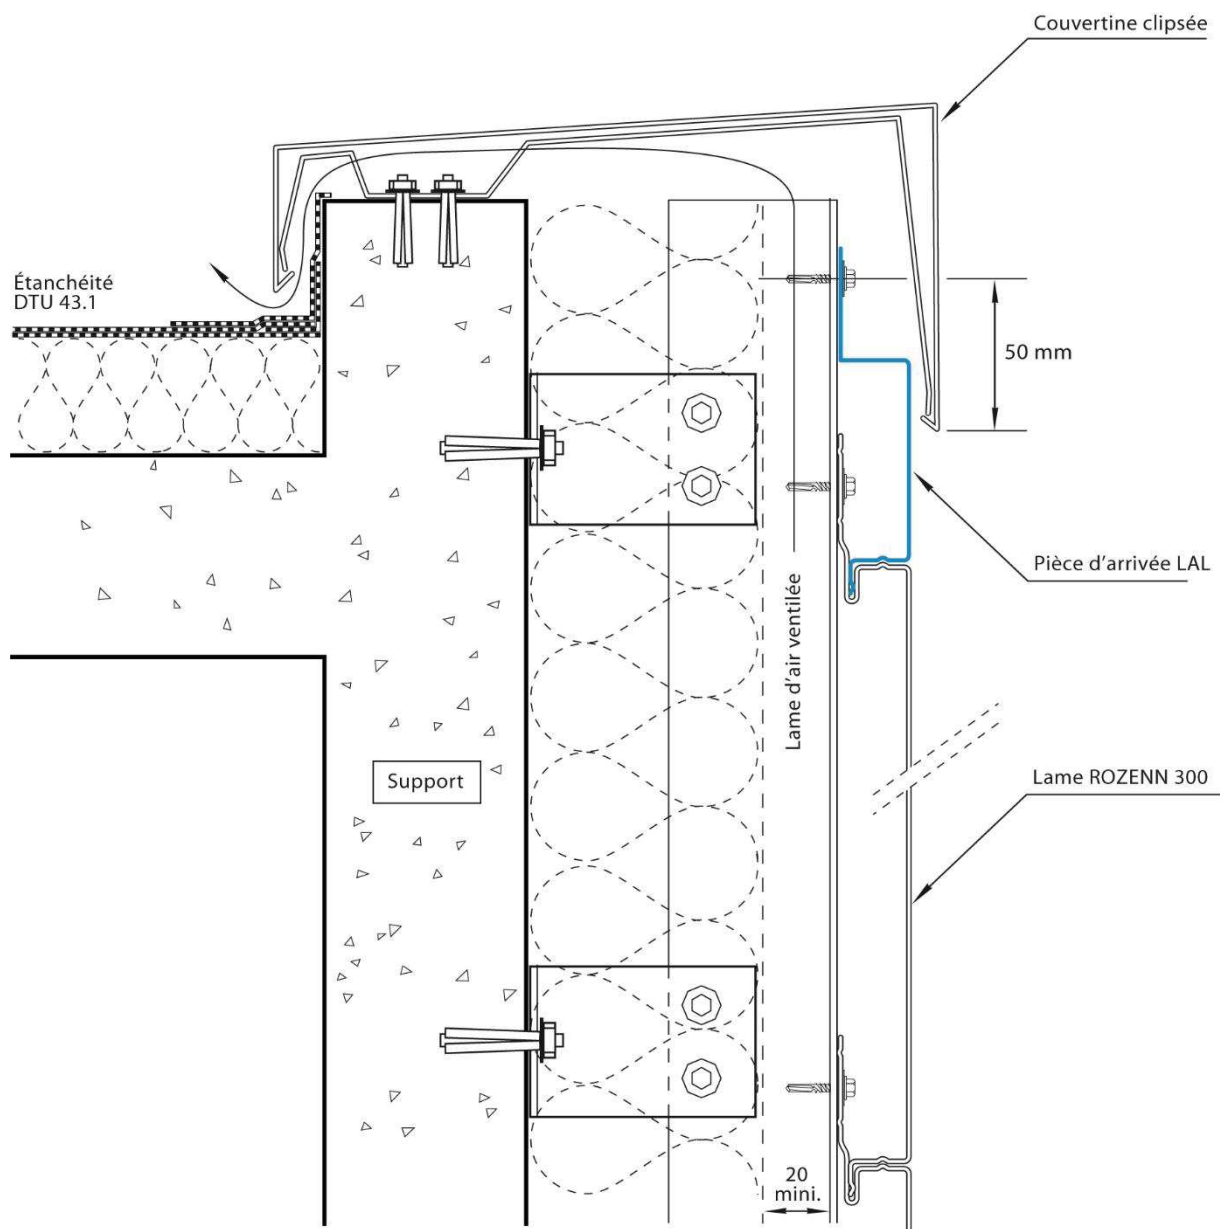 Couvertine clipsée
Étanchéité
DTU 43.1
50 mm
Pièce d’arrivée LAL
Lame d’air ventilée
Support
Lame ROZENN 300
20
mini.